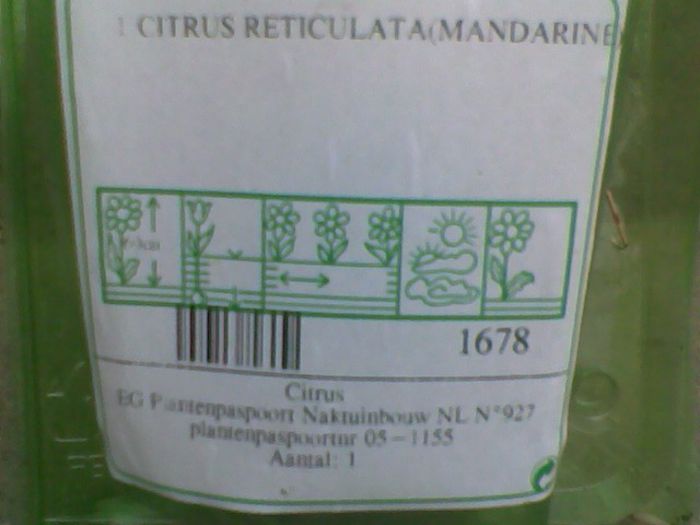 1 CITRUS RETICULATA(MANDARINE)
1678
Citrus
EG Plantenpaspoort Naktuinbouw NL N°927
plantenpaspoortnr 05-1155
Aantal: 1